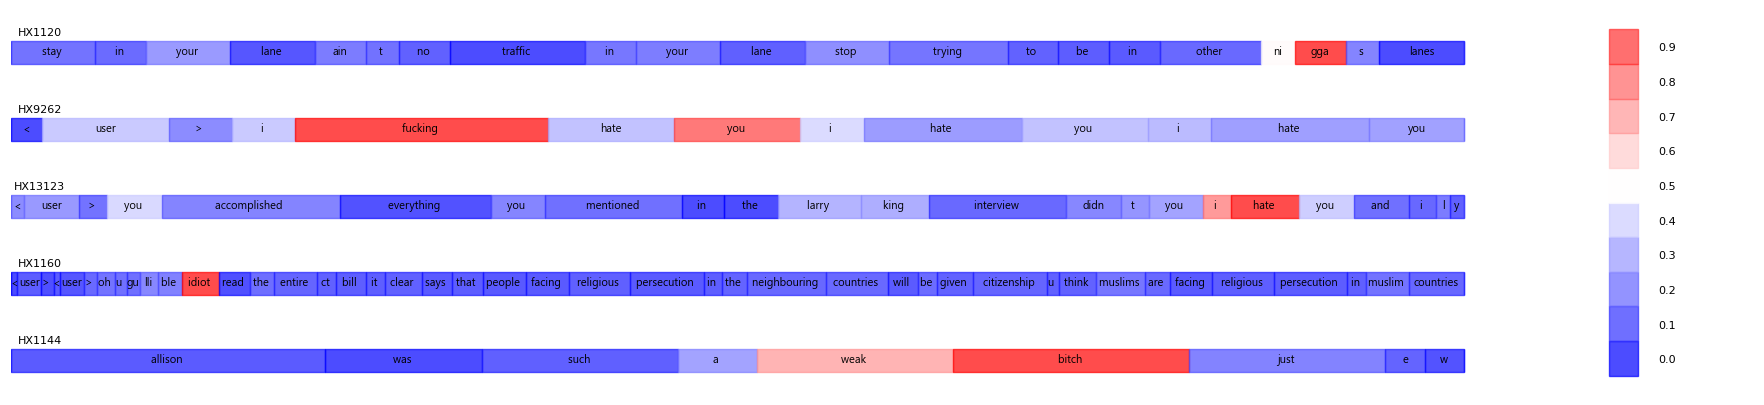 HX1120
stay in your lane ain t no traffic in your lane stop trying to be in other ni gga s lanes
HX9262
< user > i fucking hate you i hate you i hate you
HX13123
< user > you accomplished everything you mentioned in the larry king interview didn t you i hate you and i l y
HX1160
< user > < user > oh u gu lli ble idiot read the entire ct bill it clear says that people facing religious persecution in the neighbouring countries will be given citizenship u think muslims are facing religious persecution in muslim countries
HX1144
allison was such a weak bitch just e w
0.9
0.8
0.7
0.6
0.5
0.4
0.3
0.2
0.1
0.0